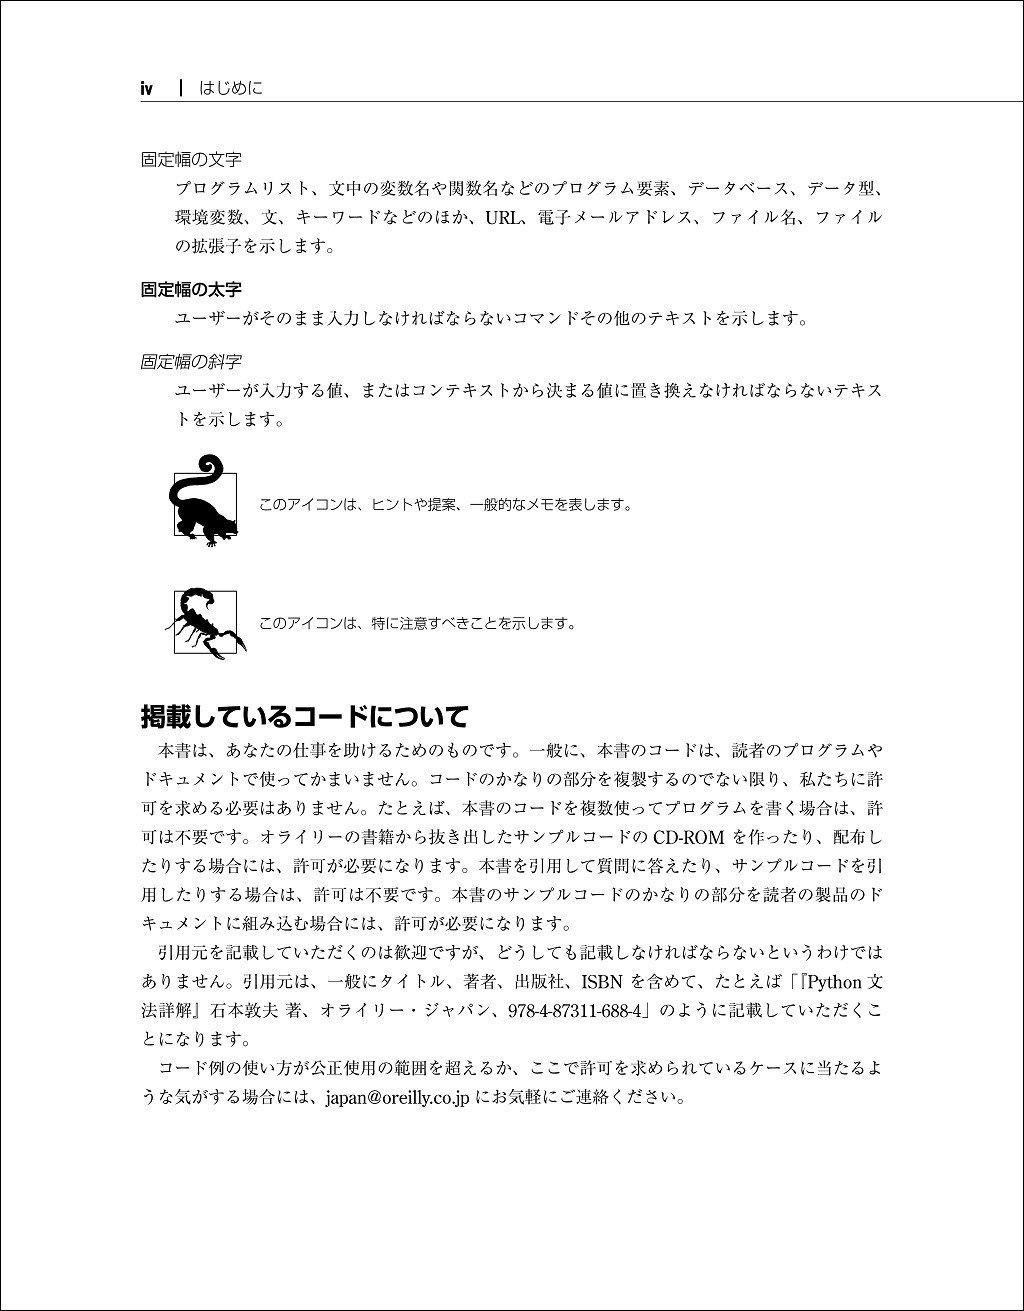 iv | はじめに
固定幅の文字
プログラムリスト、文中の変数名や関数名などのプログラム要素、データベース、データ型、
環境変数、文、キーワードなどのほか、URL、電子メールアドレス、ファイル名、ファイル
の拡張子を示します。
固定幅の太字
ユーザーがそのまま入力しなければならないコマンドその他のテキストを示します。
固定幅の斜字
ユーザーが入力する値、またはコンテキストから決まる値に置き換えなければならないテキス
トを示します。
このアイコンは、ヒントや提案、一般的なメモを表します。
このアイコンは、特に注意すべきことを示します。
掲載しているコードについて
本書は、あなたの仕事を助けるためのものです。一般に、本書のコードは、読者のプログラムや
ドキュメントで使ってかまいません。コードのかなりの部分を複製するのでない限り、私たちに許
可を求める必要はありません。たとえば、本書のコードを複数使ってプログラムを書く場合は、許
可は不要です。オライリーの書籍から抜き出したサンプルコードの CD-ROM を作ったり、配布し
たりする場合には、許可が必要になります。本書を引用して質問に答えたり、サンプルコードを引
用したりする場合は、許可は不要です。本書のサンプルコードのかなりの部分を読者の製品のド
キュメントに組み込む場合には、許可が必要になります。
引用元を記載していただくのは歓迎ですが、どうしても記載しなければならないというわけでは
ありません。引用元は、一般にタイトル、著者、出版社、ISBN を含めて、たとえば「『Python 文
法詳解』石本敦夫 著、オライリー・ジャパン、978-4-87311-688-4」のように記載していただくこ
とになります。
コード例の使い方が公正使用の範囲を超えるか、ここで許可を求められているケースに当たるよ
うな気がする場合には、japan@oreilly.co.jp にお気軽にご連絡ください。